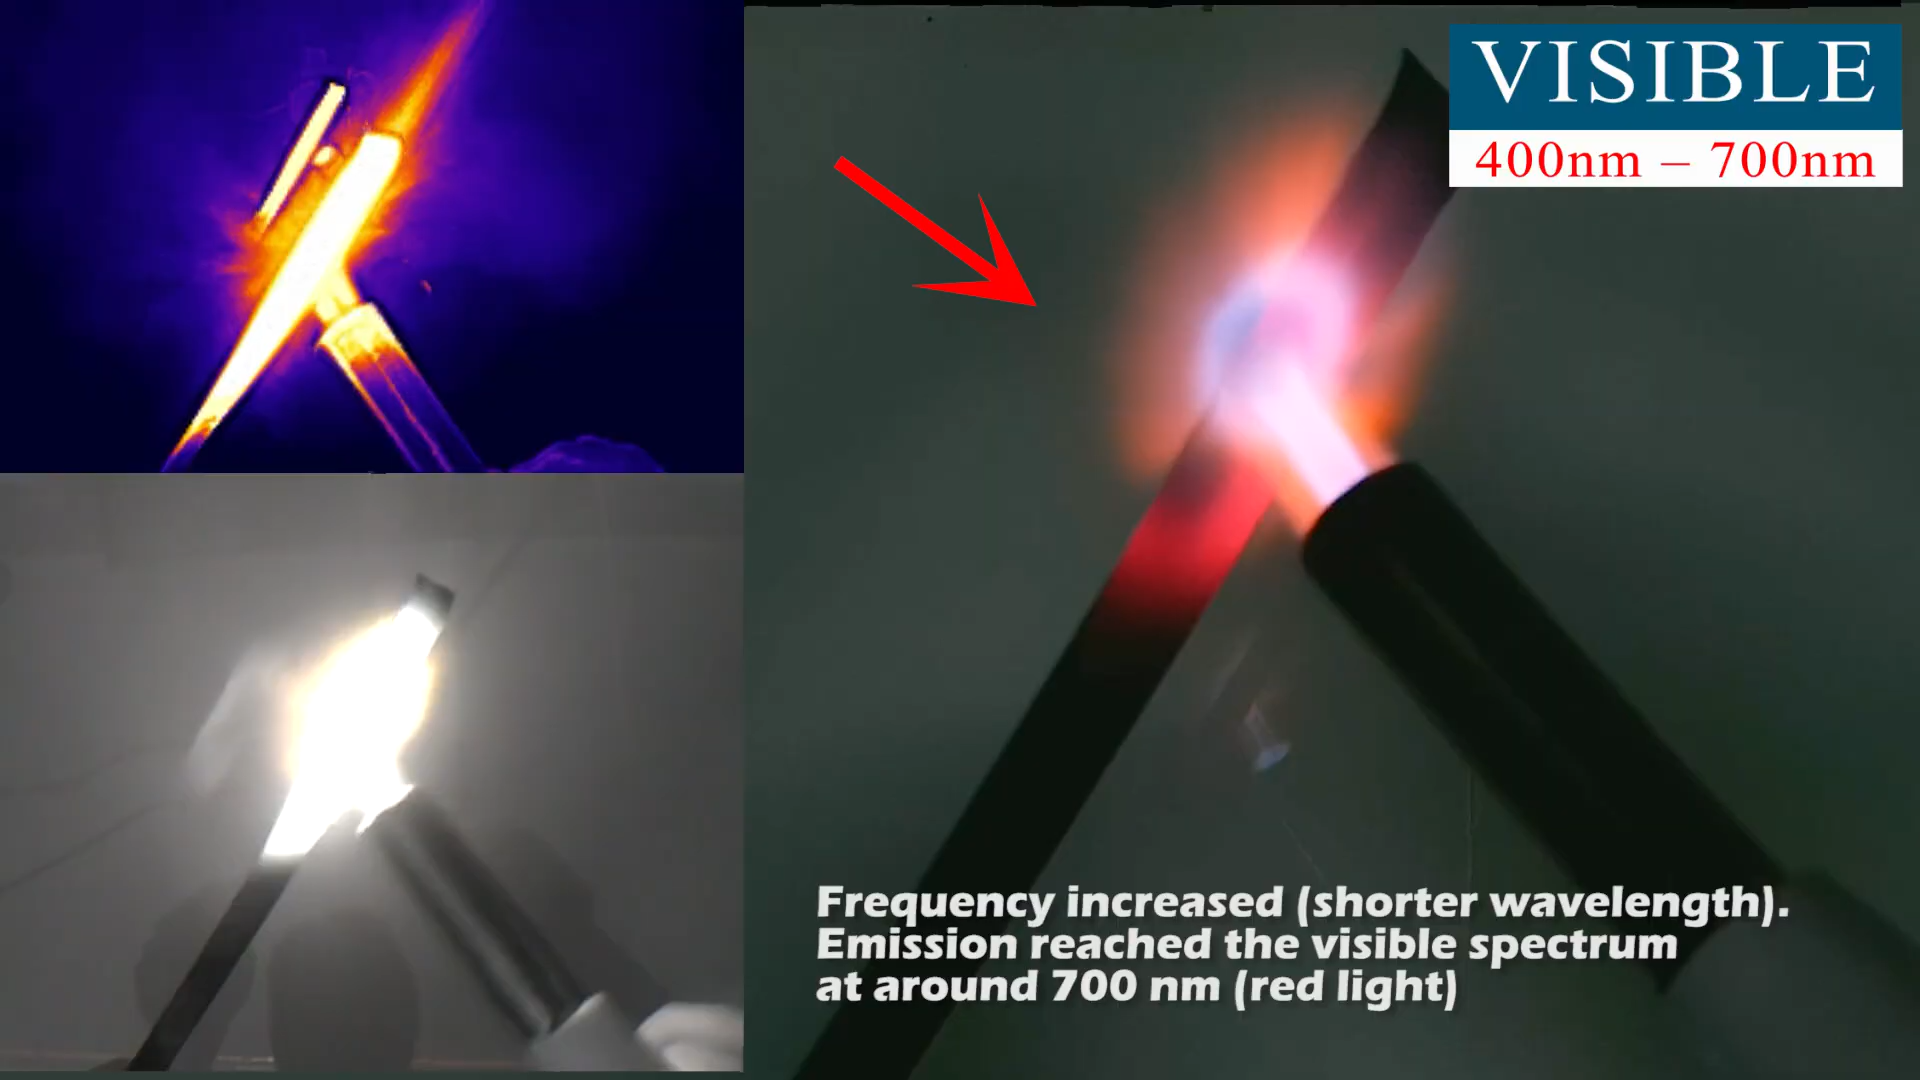 VISIBLE
400nm – 700nm
Frequency increased (shorter wavelength).
Emission reached the visible spectrum
at around 700 nm (red light)